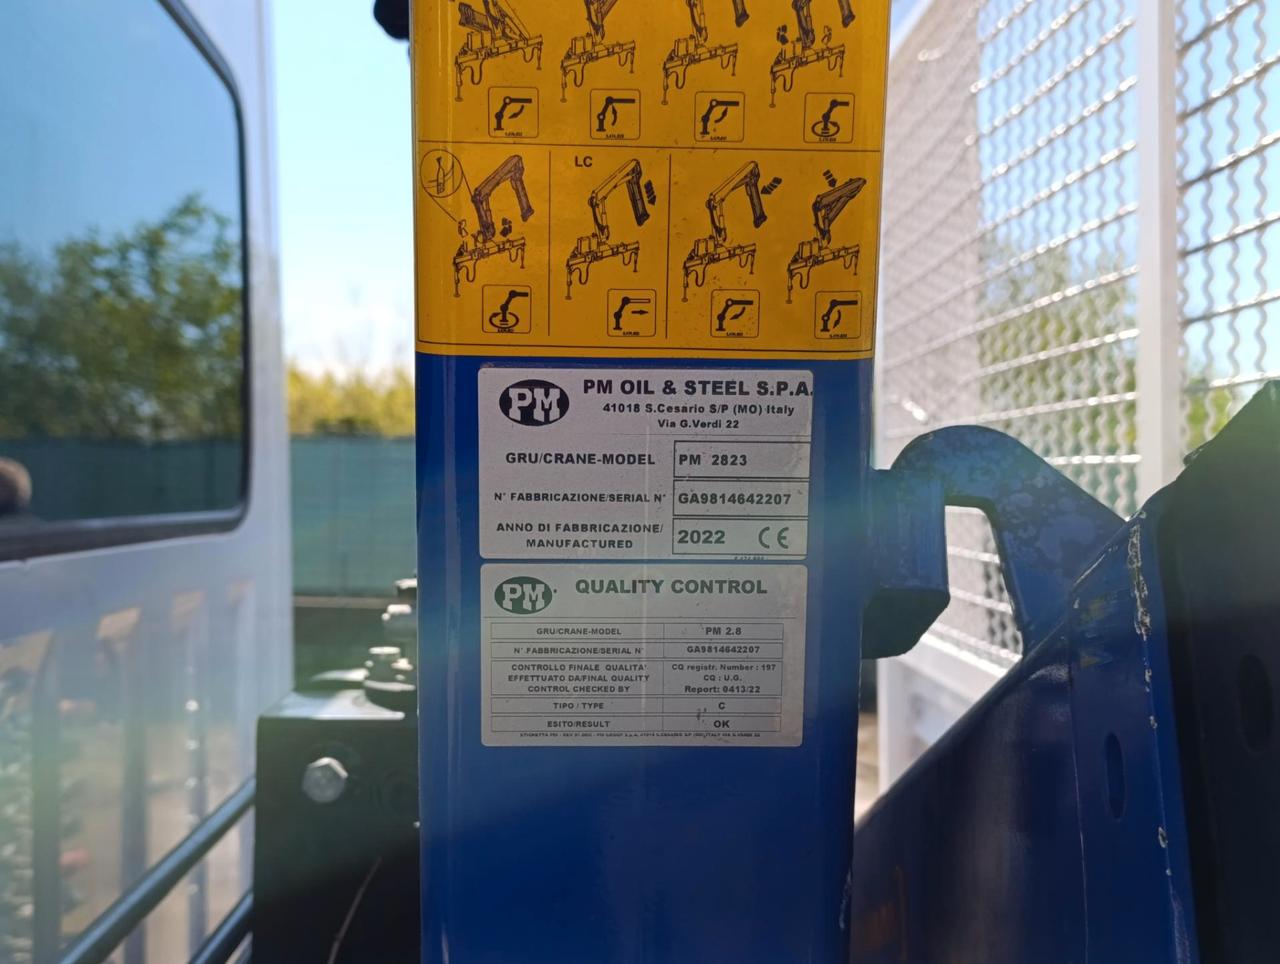 LC
PM
PM OIL & STEEL S.P.A.
41018 S.Cesario S/P (MO) Italy
Via G.Verdi 22
GRU/CRANE-MODEL PM 2823
N° FABBRICAZIONE/SERIAL N° GA9814642207
ANNO DI FABBRICAZIONE/
MANUFACTURED 2022 CE
PM
QUALITY CONTROL
GRU/CRANE-MODEL PM 2.8
N° FABBRICAZIONE/SERIAL N° GA9814642207
CONTROLLO FINALE QUALITA' CQ registr. Number : 197
EFFETTUATO DA/FINAL QUALITY CQ : U.G.
CONTROL CHECKED BY Report: 0413/22
TIPO / TYPE C
ESITO/RESULT OK